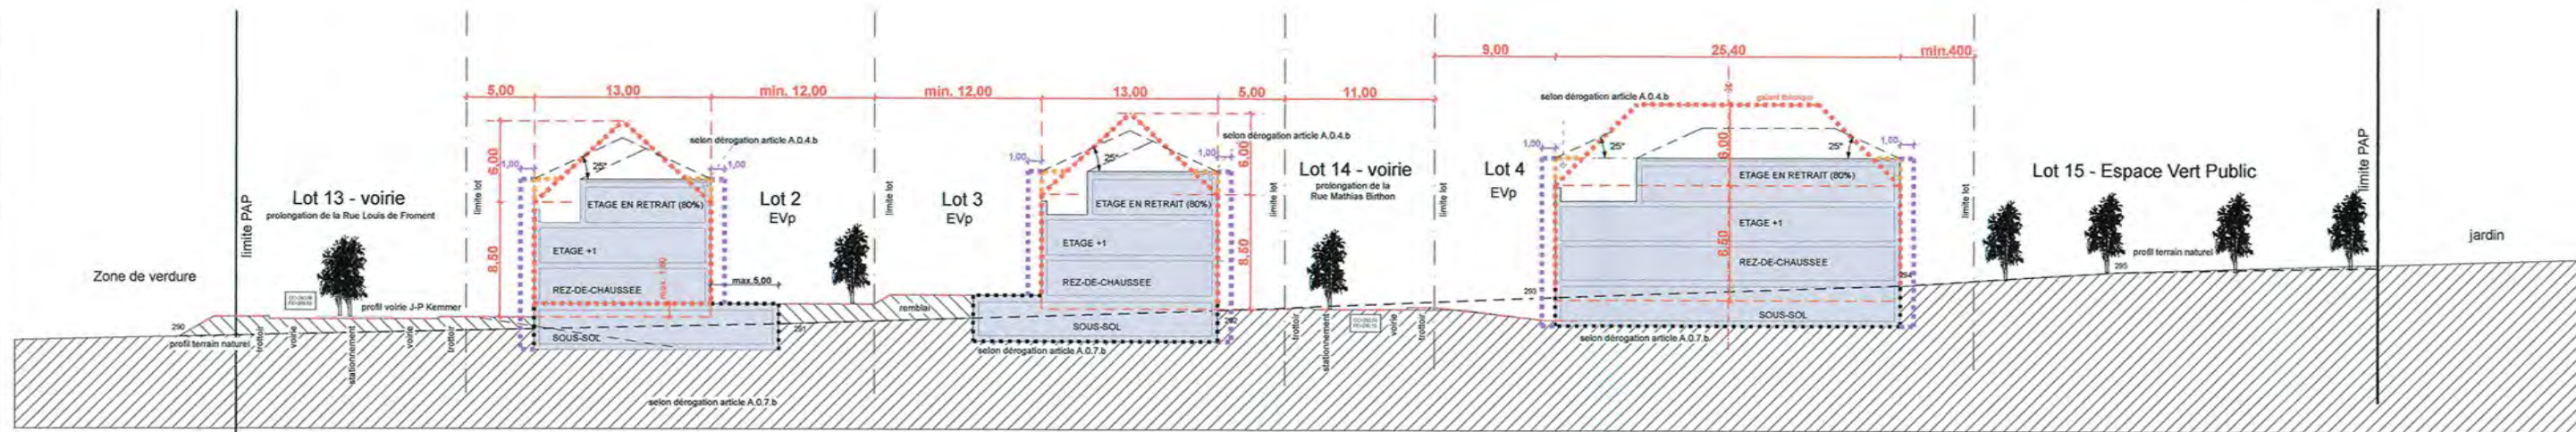 9,00
25,40
min.400
5,00
13,00
min. 12,00
min. 12,00
13,00
5,00
11,00
selon dérogation article A.0.4.b
gabarit théorique
limite PAP
Lot 13 - voirie
prolongation de la Rue Louis de Froment
limite lot
6,00
8,50
1,00
25°
1,00
selon dérogation article A.0.4.b
ETAGE EN RETRAIT (80%)
ETAGE +1
REZ-DE-CHAUSSEE
SOUS-SOL
max. 1,80
max.5,00
Lot 2
EVp
limite lot
Lot 3
EVp
1,00
25°
1,00
6,00
8,50
selon dérogation article A.0.4.b
ETAGE EN RETRAIT (80%)
ETAGE +1
REZ-DE-CHAUSSEE
SOUS-SOL
remblai
limite lot
Lot 14 - voirie
prolongation de la
Rue Mathias Birthon
limite lot
Lot 4
EVp
1,00
25°
6,00
25°
1,00
ETAGE EN RETRAIT (80%)
ETAGE +1
6,50
REZ-DE-CHAUSSEE
SOUS-SOL
limite lot
Lot 15 - Espace Vert Public
limite PAP
jardin
Zone de verdure
profil voirie J-P Kemmer
290
profil terrain naturel
trottoir
voirie
stationnement
voirie
trottoir
291
selon dérogation article A.0.7.b
selon dérogation article A.0.7.b
trottoir
stationnement
voirie
trottoir
293
294
295
profil terrain naturel
selon dérogation article A.0.7.b